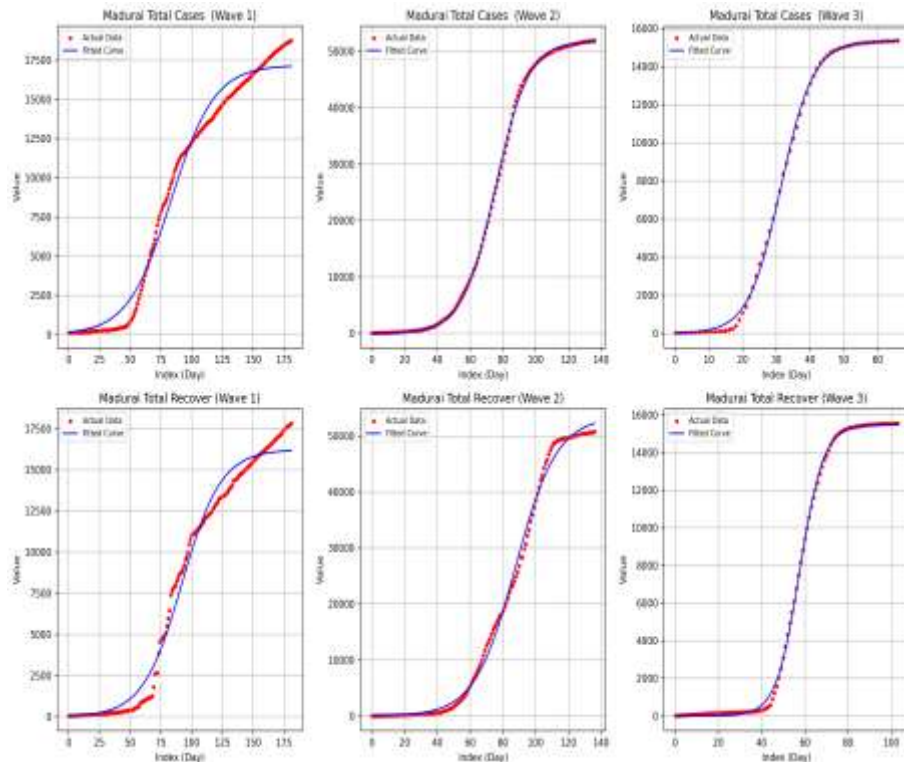 Madurai Total Cases (Wave 1)
Actual Data
Fitted Curve
17500
15000
12500
10000
7500
5000
2500
0
Value
0 25 50 75 100 125 150 175
Index (Day)
Madurai Total Cases (Wave 2)
Actual Data
Fitted Curve
50000
40000
30000
20000
10000
0
Value
0 20 40 60 80 100 120 140
Index (Day)
Madurai Total Cases (Wave 3)
Actual Data
Fitted Curve
16000
14000
12000
10000
8000
6000
4000
2000
0
Value
0 10 20 30 40 50 60
Index (Day)
Madurai Total Recover (Wave 1)
Actual Data
Fitted Curve
17500
15000
12500
10000
7500
5000
2500
0
Value
0 25 50 75 100 125 150 175
Index (Day)
Madurai Total Recover (Wave 2)
Actual Data
Fitted Curve
50000
40000
30000
20000
10000
0
Value
0 20 40 60 80 100 120 140
Index (Day)
Madurai Total Recover (Wave 3)
Actual Data
Fitted Curve
16000
14000
12000
10000
8000
6000
4000
2000
0
Value
0 20 40 60 80 100
Index (Day)